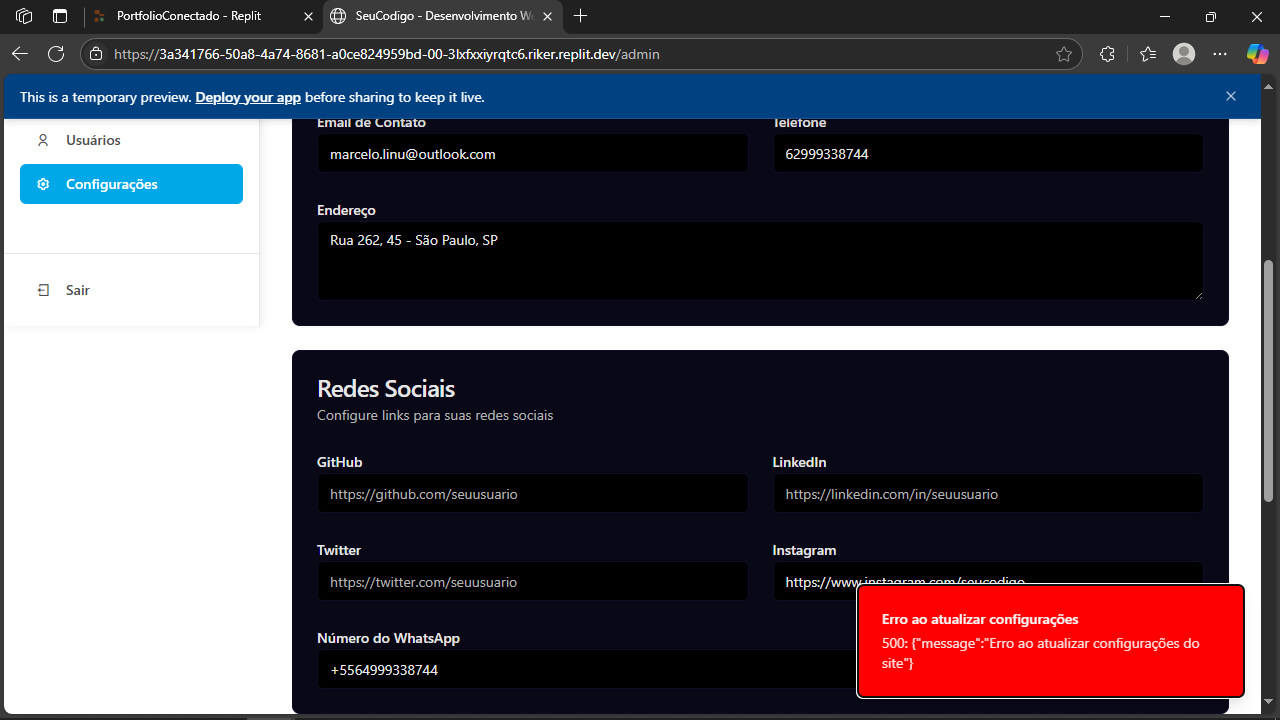 PortfolioConectado - Replit
SeuCodigo - Desenvolvimento W
https://3a341766-50a8-4a74-8681-a0ce824959bd-00-3lxfxxiyrqtc6.riker.replit.dev/admin
This is a temporary preview. Deploy your app before sharing to keep it live.
Usuários
Configurações
Sair
Email de Contato
Telefone
marcelo.linu@outlook.com
62999338744
Endereço
Rua 262, 45 - São Paulo, SP
Redes Sociais
Configure links para suas redes sociais
GitHub
LinkedIn
https://github.com/seuusuario
https://linkedin.com/in/seuusuario
Twitter
Instagram
https://twitter.com/seuusuario
https://www.instagram.com/seucodigo
Número do WhatsApp
+5564999338744
Erro ao atualizar configurações
500: {"message":"Erro ao atualizar configurações do
site"}